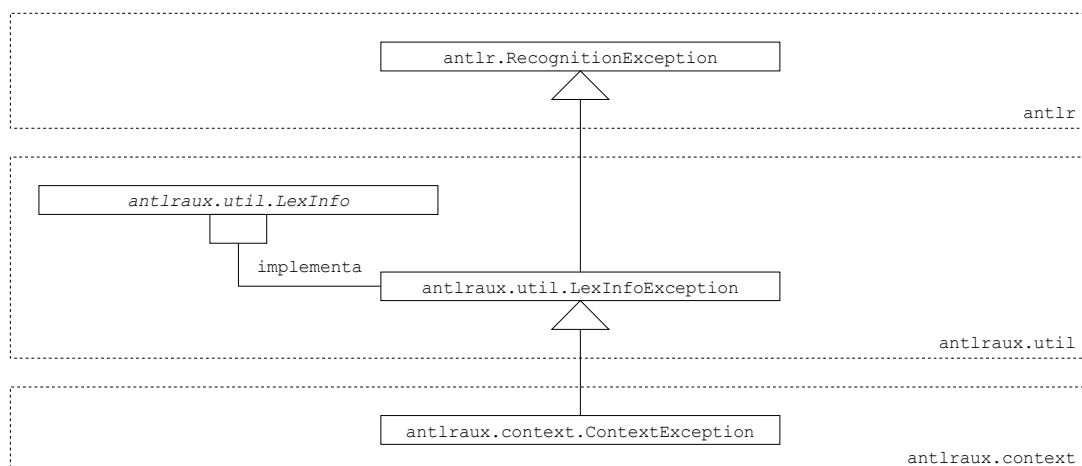 antlr.RecognitionException
antlr
antlraux.util.LexInfo
implementa
antlraux.util.LexInfoException
antlraux.util
antlraux.context.ContextException
antlraux.context